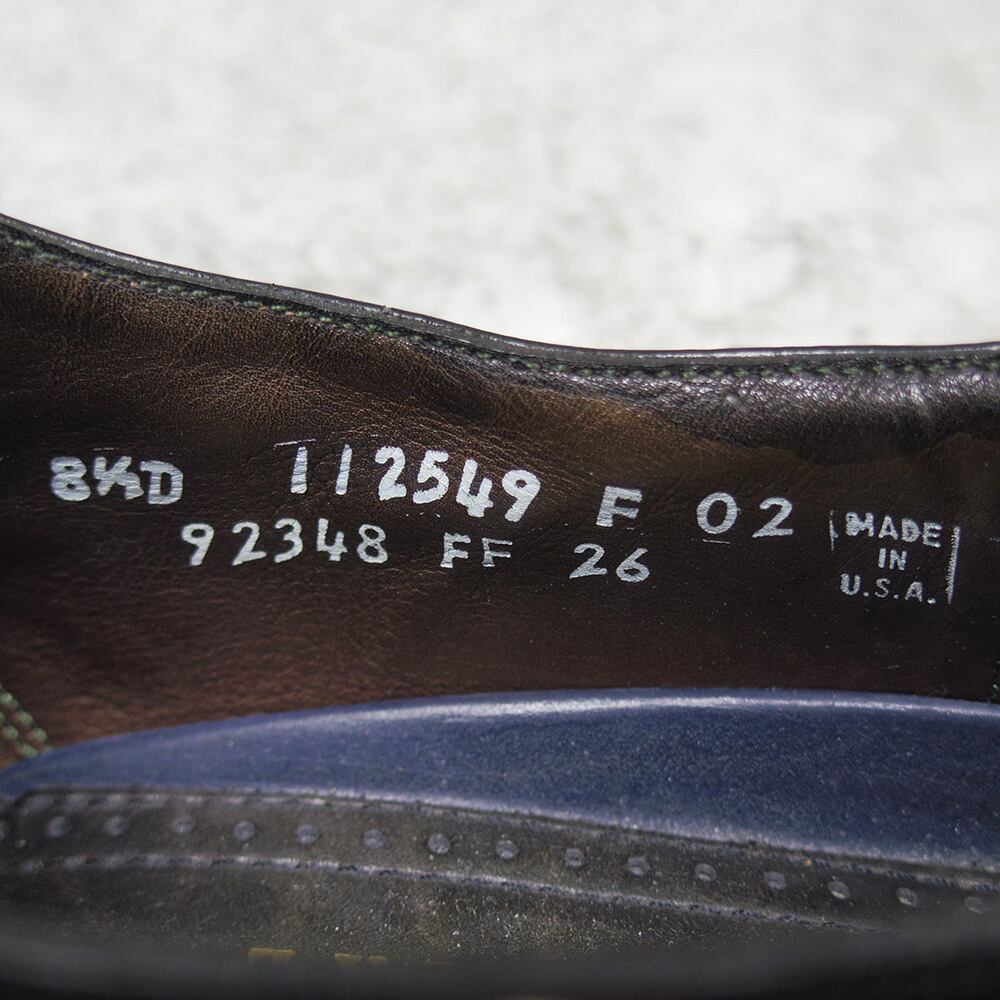 8½D 112549 F 02
92348 FF 26
MADE
IN
U.S.A.